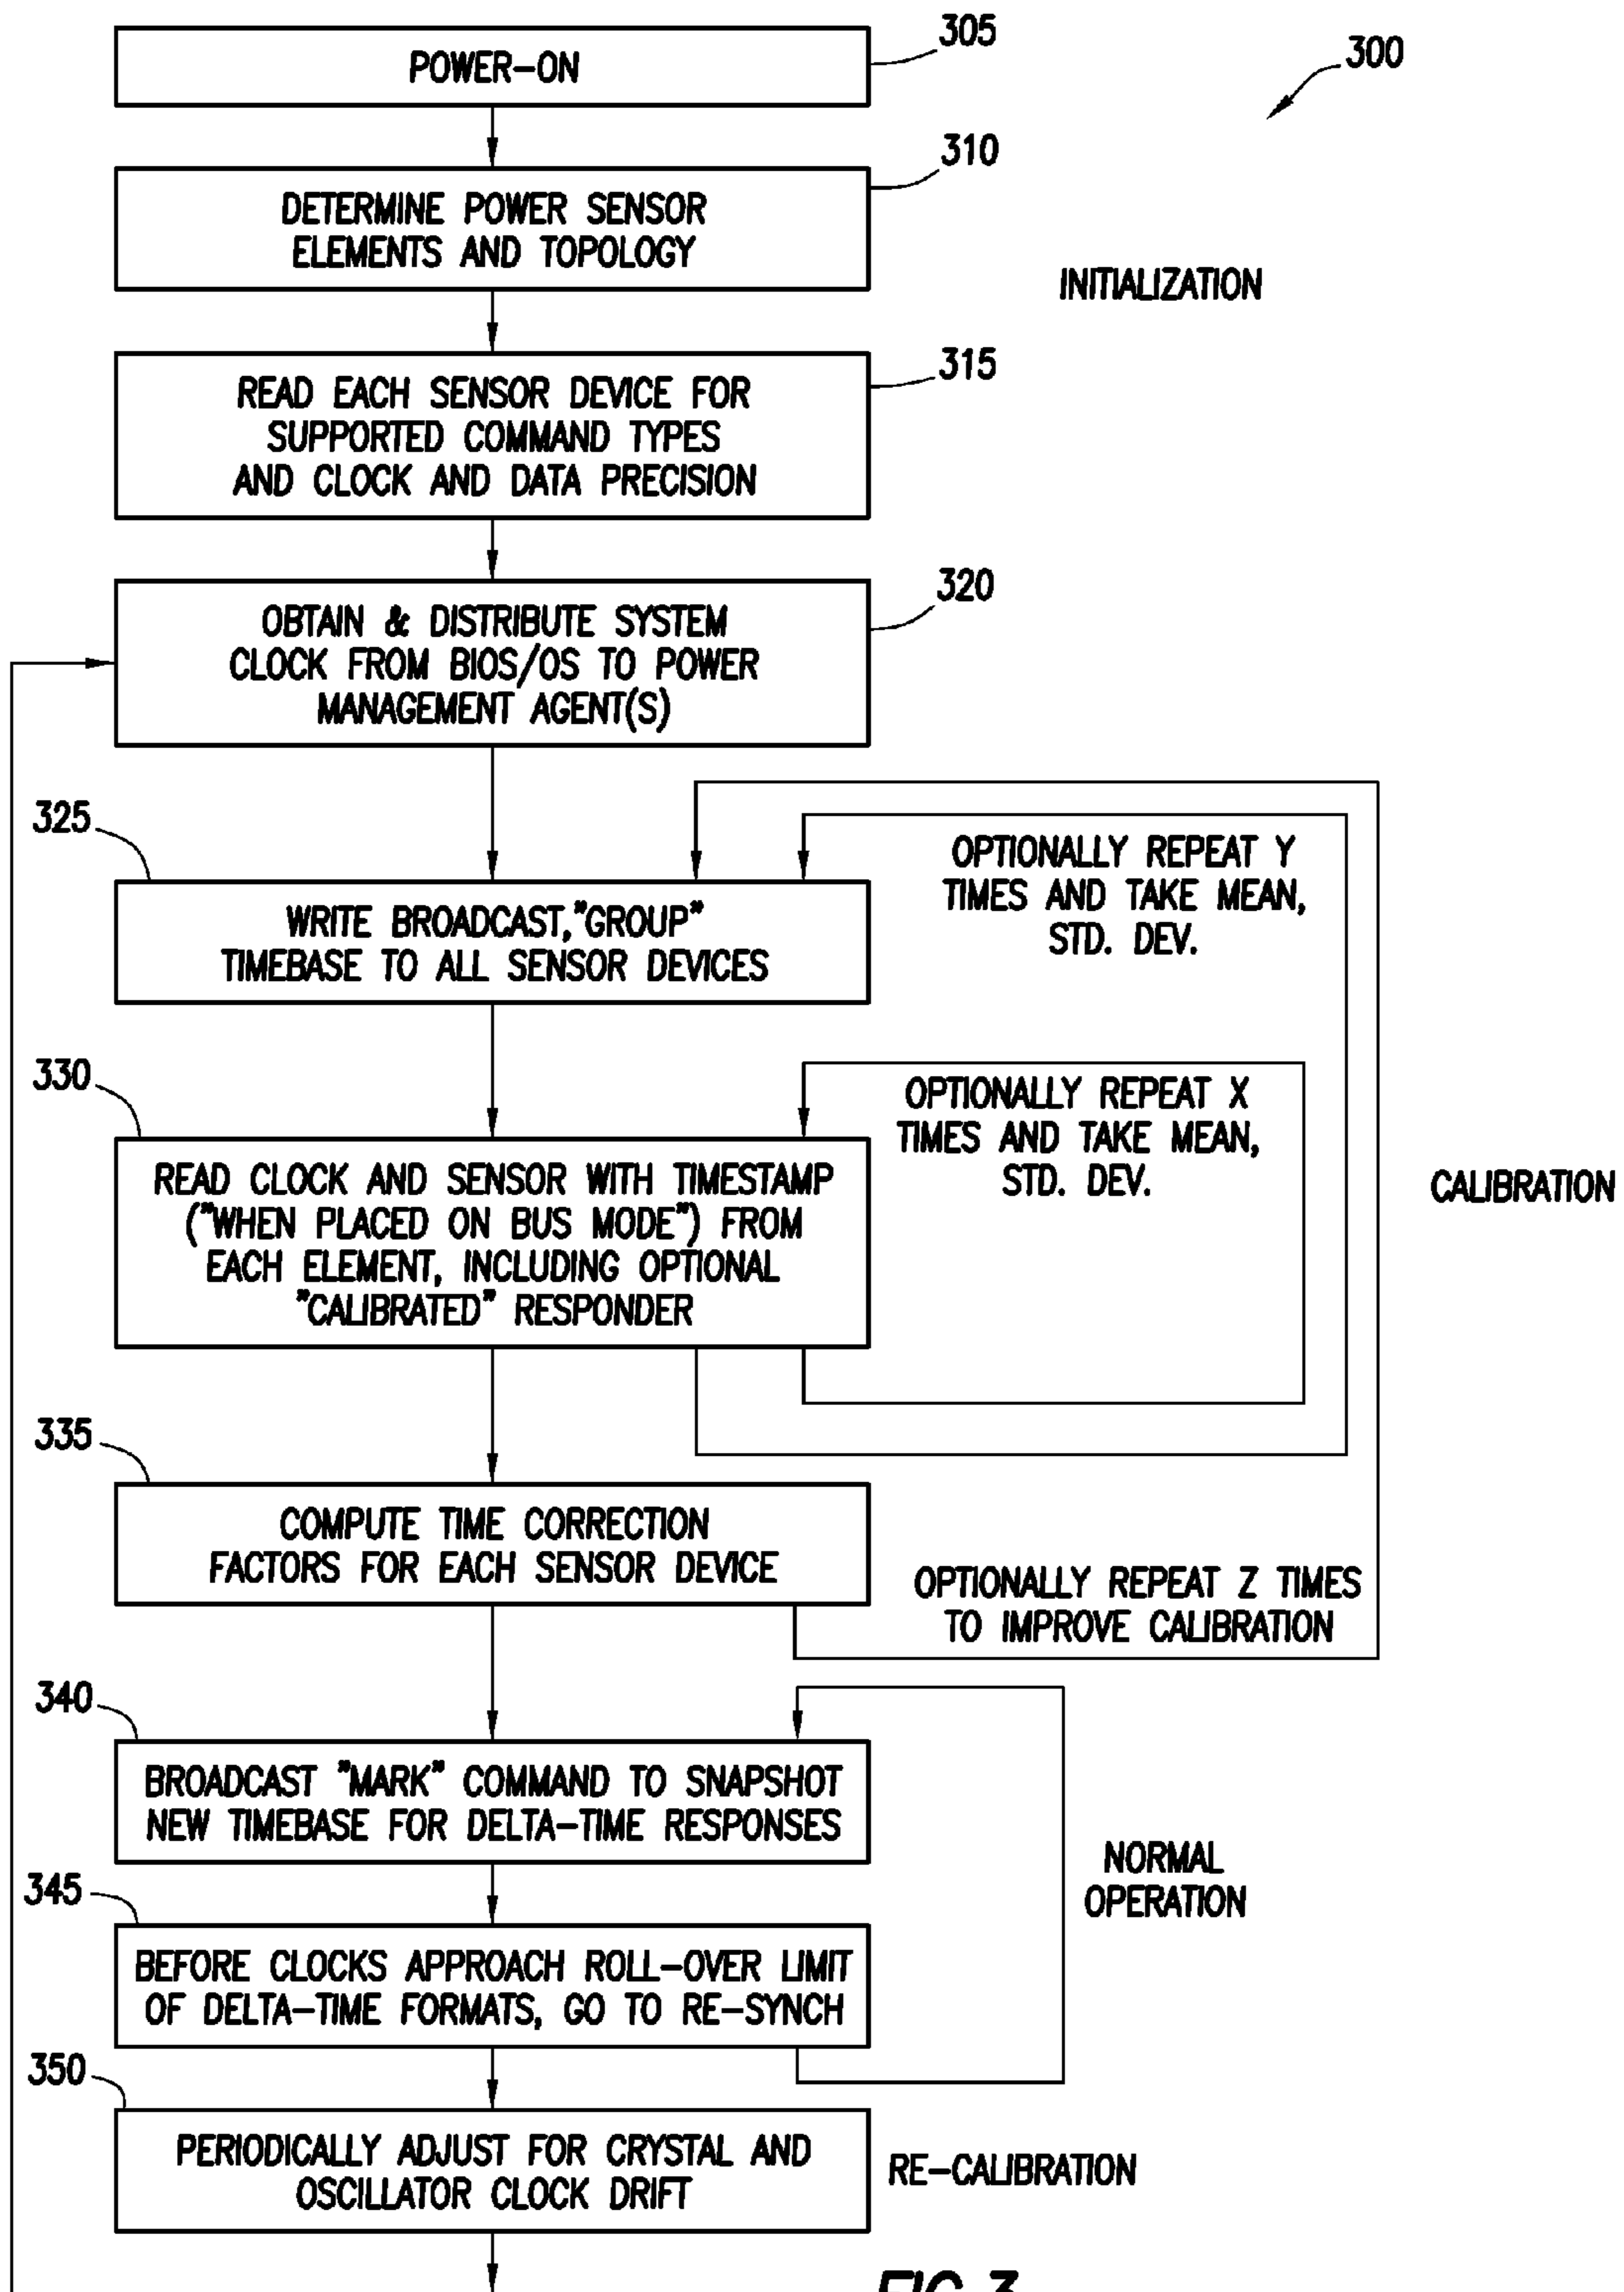 305
POWER-ON
300
310
DETERMINE POWER SENSOR
ELEMENTS AND TOPOLOGY
INITIALIZATION
315
READ EACH SENSOR DEVICE FOR
SUPPORTED COMMAND TYPES
AND CLOCK AND DATA PRECISION
320
OBTAIN & DISTRIBUTE SYSTEM
CLOCK FROM BIOS/OS TO POWER
MANAGEMENT AGENT(S)
325
WRITE BROADCAST,"GROUP"
TIMEBASE TO ALL SENSOR DEVICES
OPTIONALLY REPEAT Y
TIMES AND TAKE MEAN,
STD. DEV.
330
READ CLOCK AND SENSOR WITH TIMESTAMP
("WHEN PLACED ON BUS MODE") FROM
EACH ELEMENT, INCLUDING OPTIONAL
"CALIBRATED" RESPONDER
OPTIONALLY REPEAT X
TIMES AND TAKE MEAN,
STD. DEV.
CALIBRATION
335
COMPUTE TIME CORRECTION
FACTORS FOR EACH SENSOR DEVICE
OPTIONALLY REPEAT Z TIMES
TO IMPROVE CALIBRATION
340
BROADCAST "MARK" COMMAND TO SNAPSHOT
NEW TIMEBASE FOR DELTA-TIME RESPONSES
NORMAL
OPERATION
345
BEFORE CLOCKS APPROACH ROLL-OVER LIMIT
OF DELTA-TIME FORMATS, GO TO RE-SYNCH
350
PERIODICALLY ADJUST FOR CRYSTAL AND
OSCILLATOR CLOCK DRIFT
RE-CALIBRATION
FIG. 3